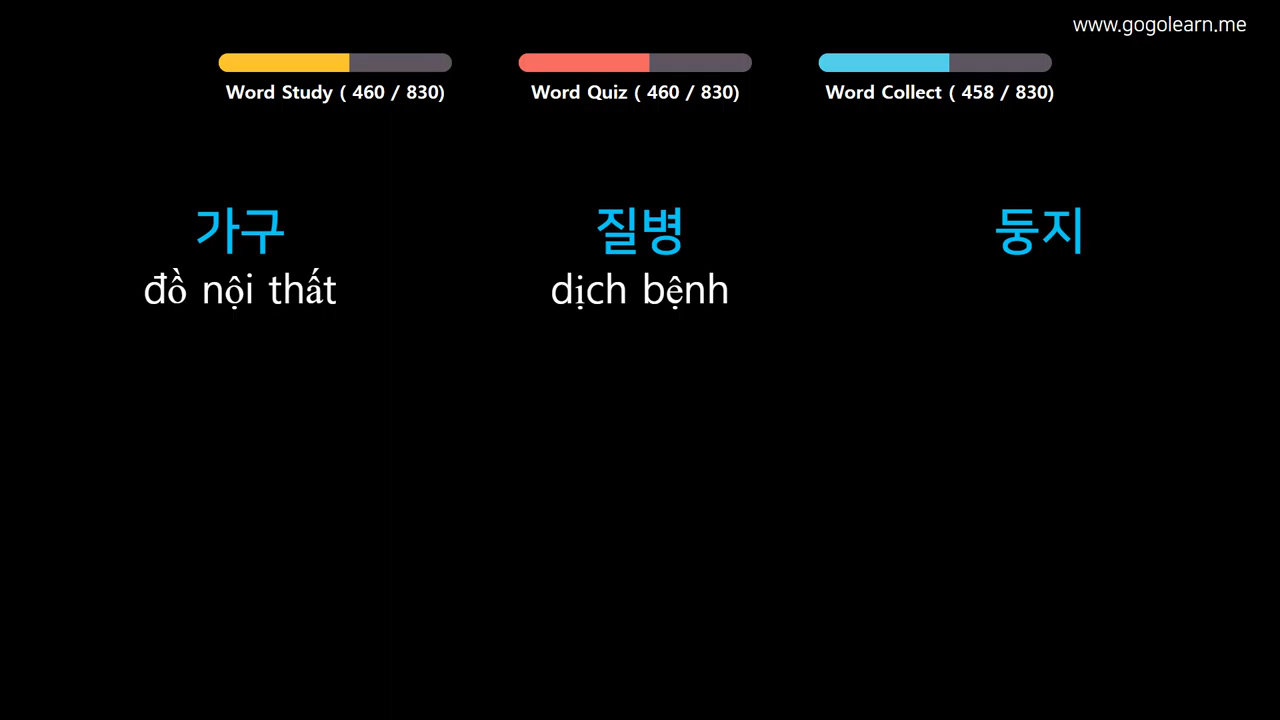 www.gogolearn.me
Word Study ( 460 / 830)
Word Quiz ( 460 / 830)
Word Collect ( 458 / 830)
가구
đồ nội thất
질병
dịch bệnh
둥지